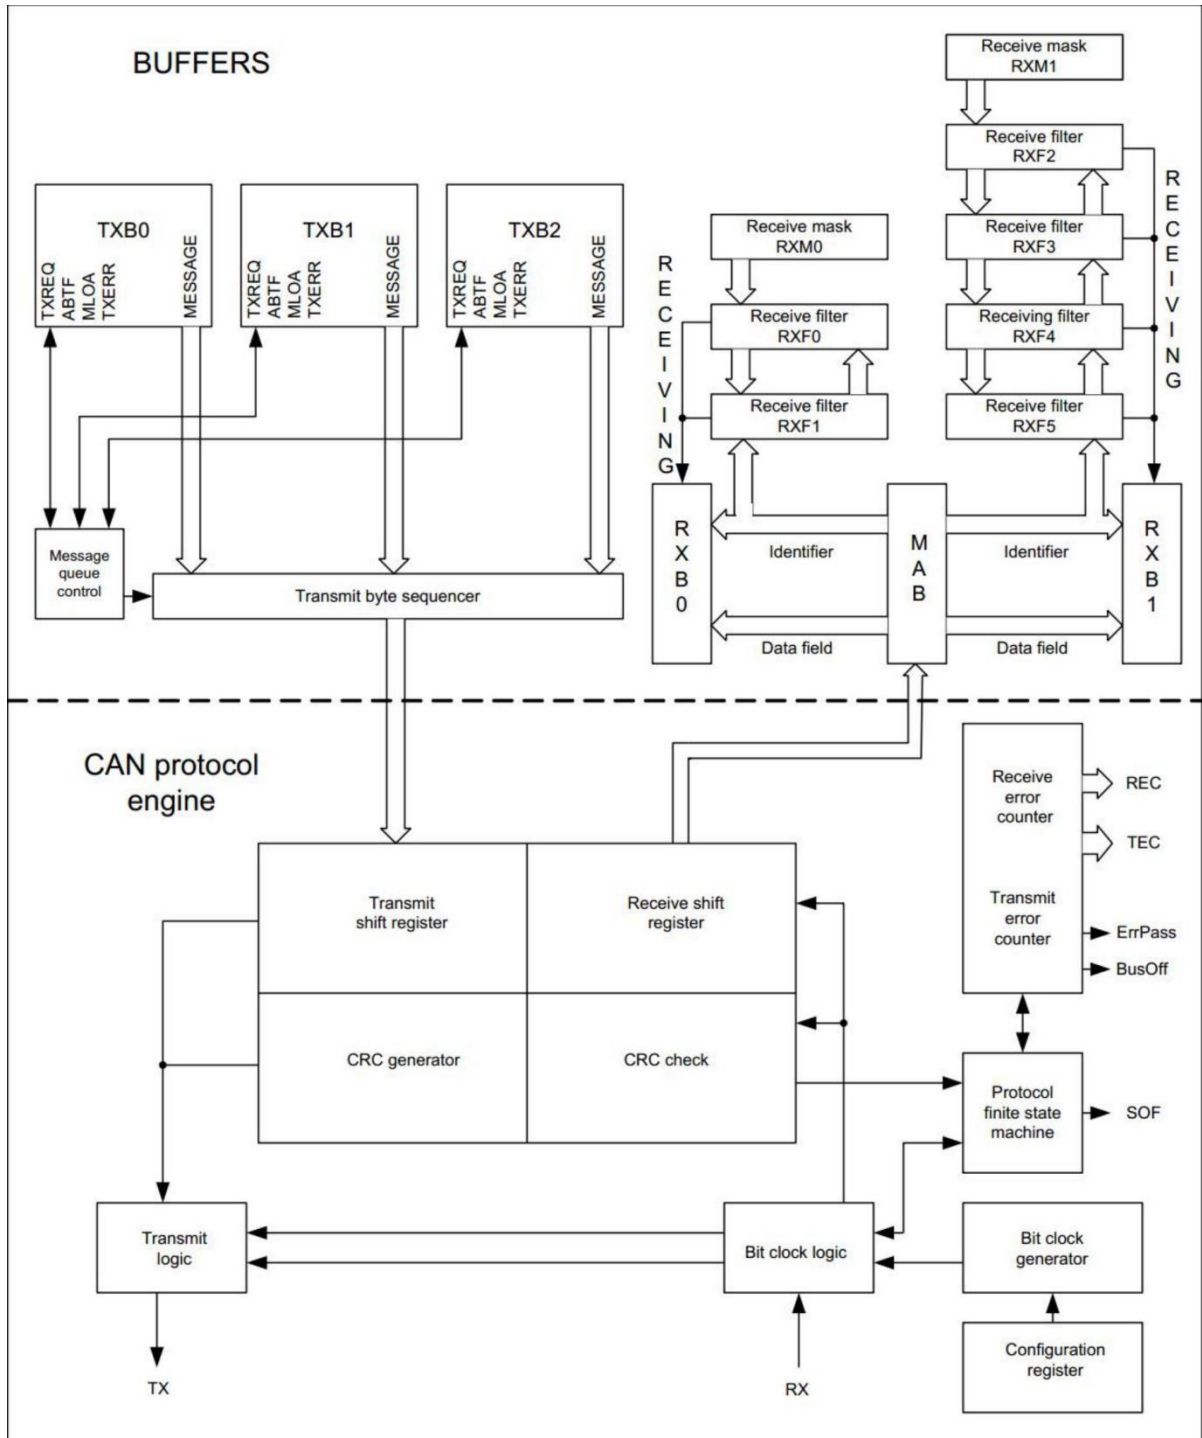 BUFFERS
Receive mask
RXM1
Receive filter
RXF2
Receive filter
RXF3
Receiving filter
RXF4
Receive filter
RXF5
RECEIVING
Receive mask
RXM0
Receive filter
RXF0
Receive filter
RXF1
RECEIVING
TXB0
TXREQ
ABTF
MLOA
TXERR
MESSAGE
TXB1
TXREQ
ABTF
MLOA
TXERR
MESSAGE
TXB2
TXREQ
ABTF
MLOA
TXERR
MESSAGE
Message
queue
control
Transmit byte sequencer
RXB0
Identifier
Data field
MAB
Identifier
Data field
RXB1
CAN protocol
engine
Receive
error
counter
Transmit
error
counter
REC
TEC
ErrPass
BusOff
Transmit
shift register
Receive shift
register
CRC generator
CRC check
Protocol
finite state
machine
SOF
Transmit
logic
Bit clock logic
Bit clock
generator
Configuration
register
TX
RX